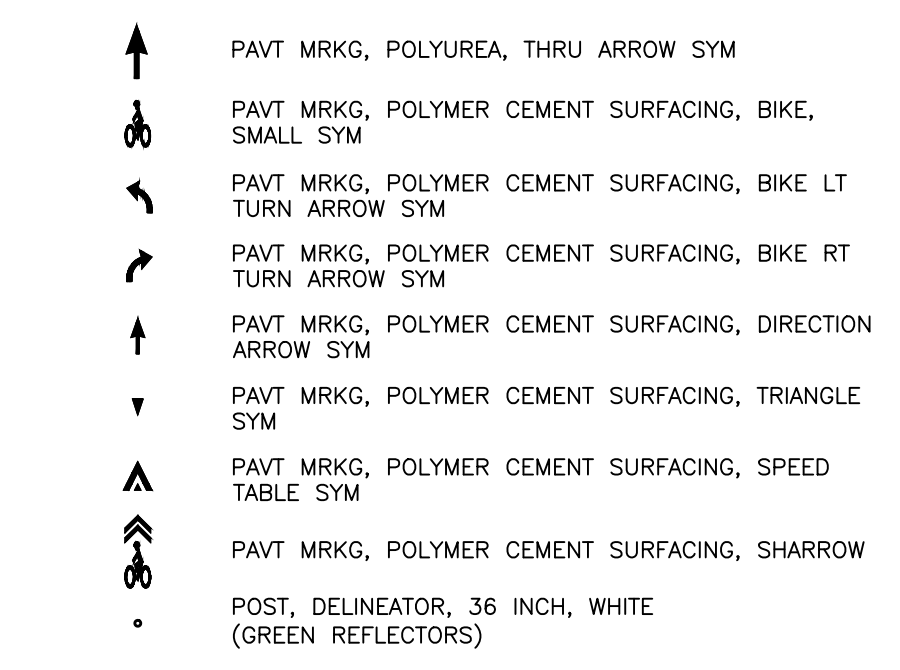 PAVT MRKG, POLYUREA, THRU ARROW SYM
PAVT MRKG, POLYMER CEMENT SURFACING, BIKE,
SMALL SYM
PAVT MRKG, POLYMER CEMENT SURFACING, BIKE LT
TURN ARROW SYM
PAVT MRKG, POLYMER CEMENT SURFACING, BIKE RT
TURN ARROW SYM
PAVT MRKG, POLYMER CEMENT SURFACING, DIRECTION
ARROW SYM
PAVT MRKG, POLYMER CEMENT SURFACING, TRIANGLE
SYM
PAVT MRKG, POLYMER CEMENT SURFACING, SPEED
TABLE SYM
PAVT MRKG, POLYMER CEMENT SURFACING, SHARROW
POST, DELINEATOR, 36 INCH, WHITE
(GREEN REFLECTORS)